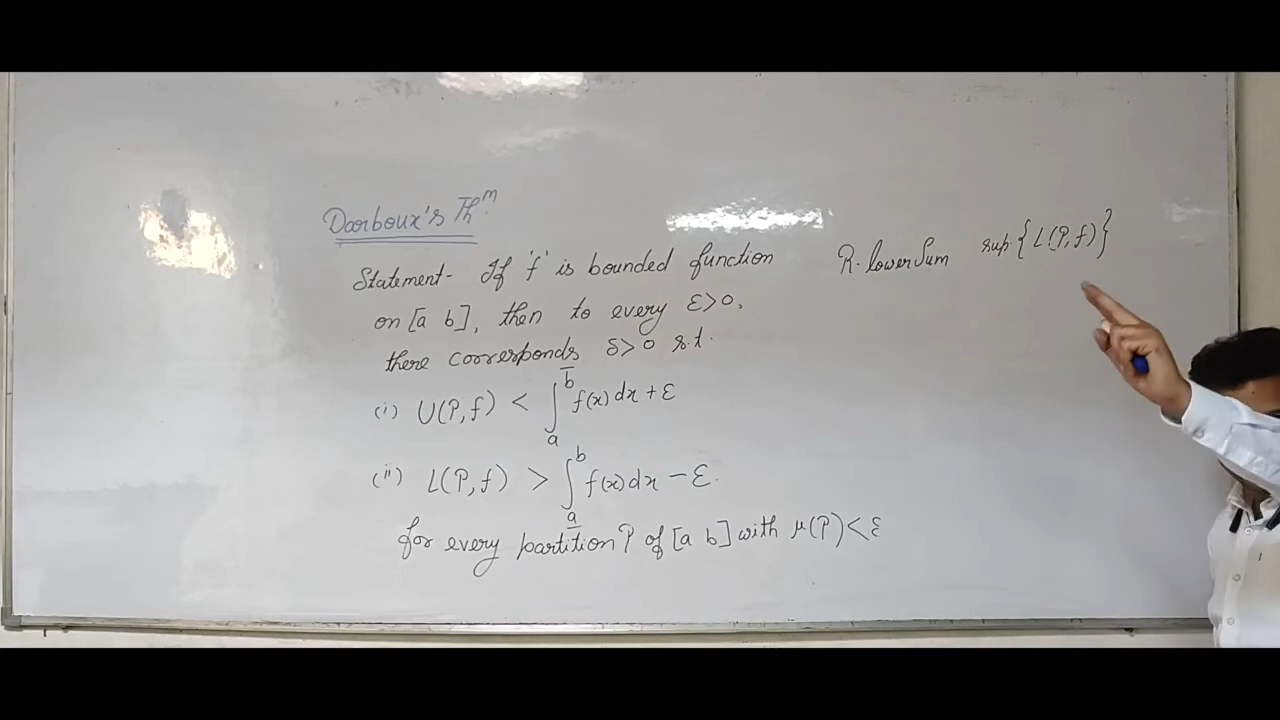 Darboux's Thᵐ.
Statement- If 'f' is bounded function
on [a b], then to every ε>0,
there corresponds δ>0 s.t.
(i) U(P,f) < ∫ₐ^b̅ f(x)dx + ε
(ii) L(P,f) > ∫_a̲^b f(x)dx - ε.
for every partition P of [a b] with μ(P)<ε
R. lower Sum sup.{L(P,f)}